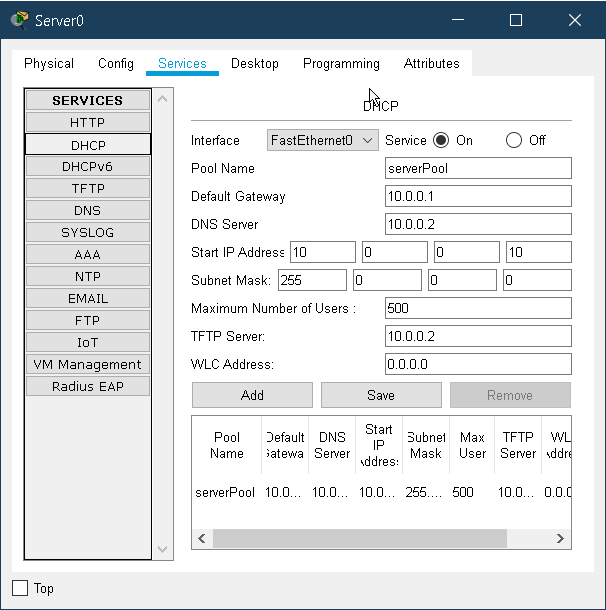 Server0
Physical Config Services Desktop Programming Attributes
SERVICES
HTTP
DHCP
DHCPv6
TFTP
DNS
SYSLOG
AAA
NTP
EMAIL
FTP
IoT
VM Management
Radius EAP
DHCP
Interface FastEthernet0 Service On Off
Pool Name serverPool
Default Gateway 10.0.0.1
DNS Server 10.0.0.2
Start IP Address 10 0 0 10
Subnet Mask: 255 0 0 0
Maximum Number of Users : 500
TFTP Server: 10.0.0.2
WLC Address: 0.0.0.0
Add Save Remove
Pool Name Default Gatewa DNS Server Start IP Addres Subnet Mask Max User TFTP Server WL Addre
serverPool 10.0... 10.0... 10.0... 255.... 500 10.0... 0.0.0
Top